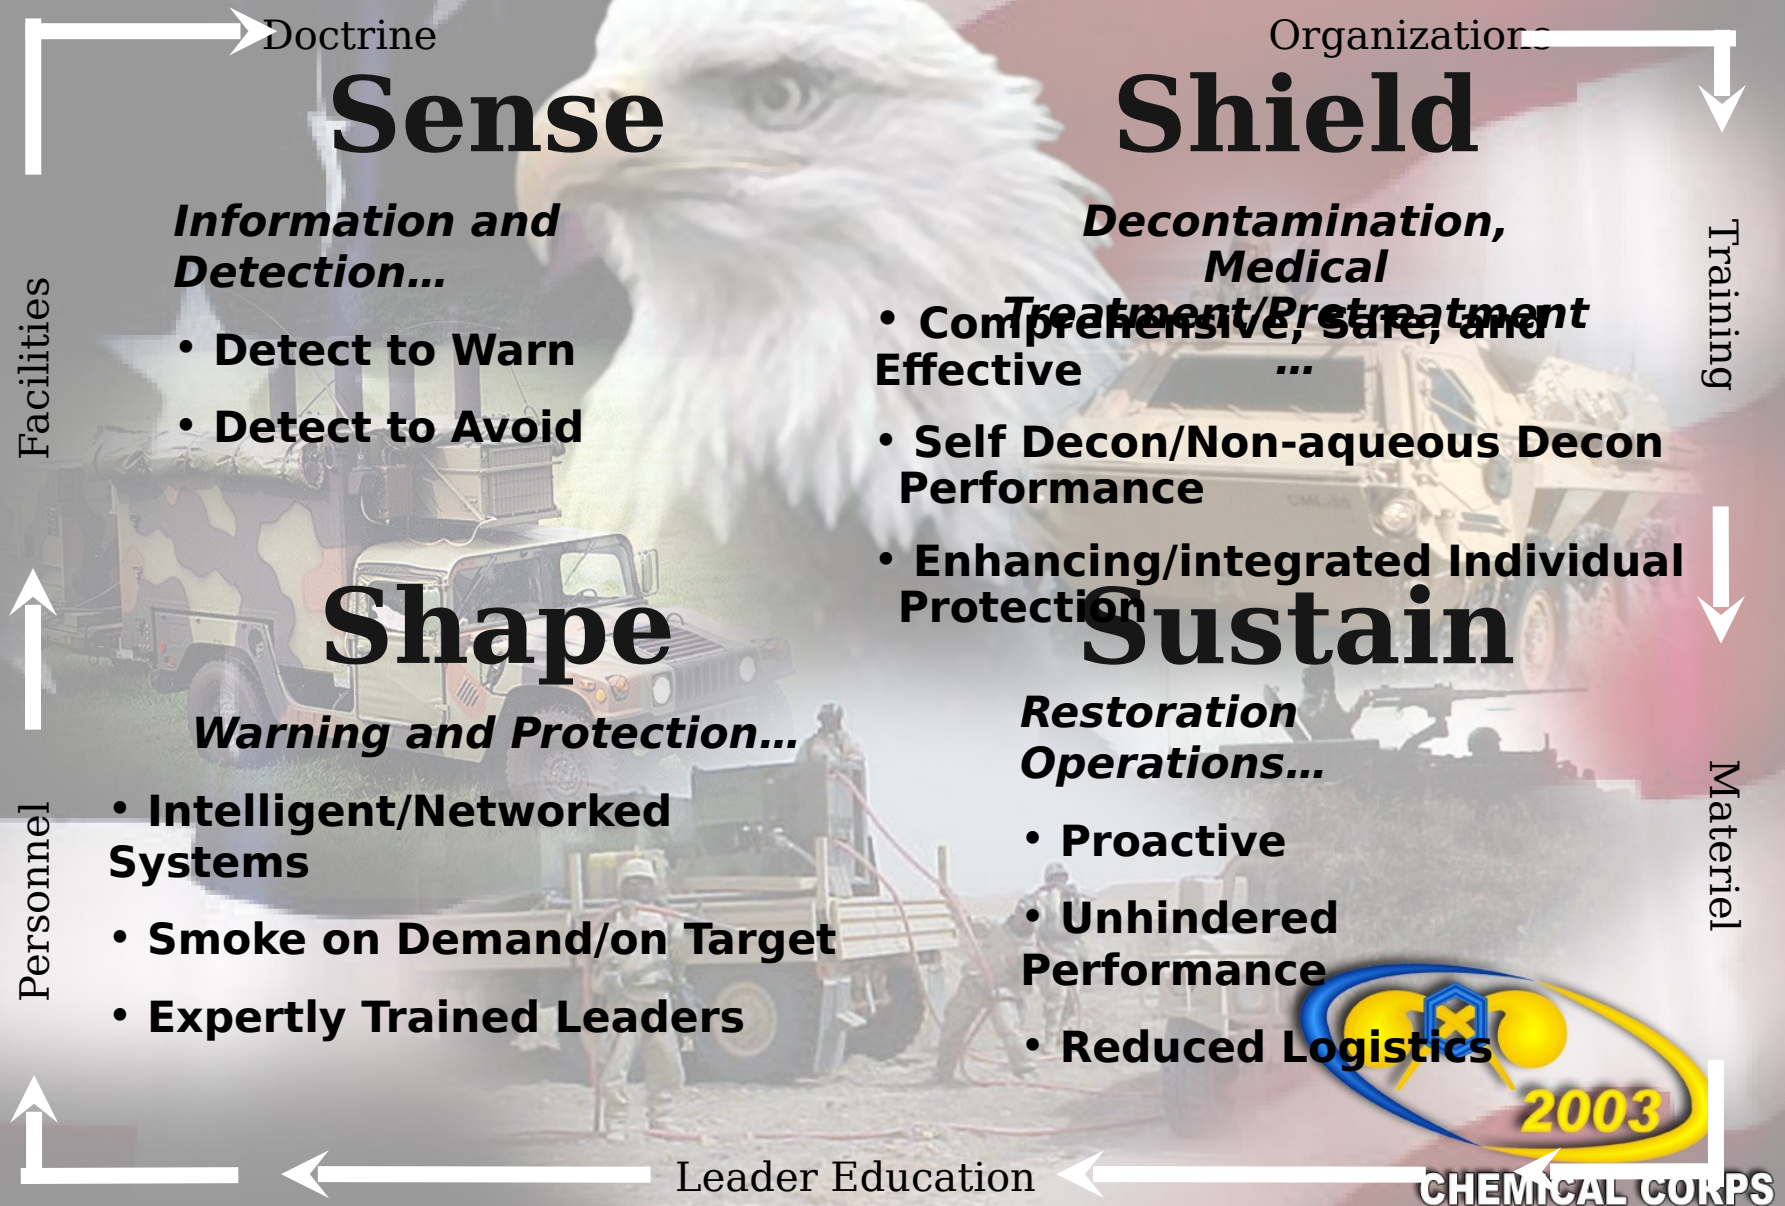 Doctrine
Organizations
Sense
Shield
Information and
Detection...
• Detect to Warn
• Detect to Avoid
Decontamination,
Medical
Treatment/Pretreatment
...
• Comprehensive, Safe, and
Effective
• Self Decon/Non-aqueous Decon
Performance
• Enhancing/integrated Individual
Protection
Training
Facilities
Shape
Sustain
Warning and Protection...
• Intelligent/Networked
Systems
• Smoke on Demand/on Target
• Expertly Trained Leaders
Restoration
Operations...
• Proactive
• Unhindered
Performance
• Reduced Logistics
Materiel
Personnel
2003
Leader Education
CHEMICAL CORPS